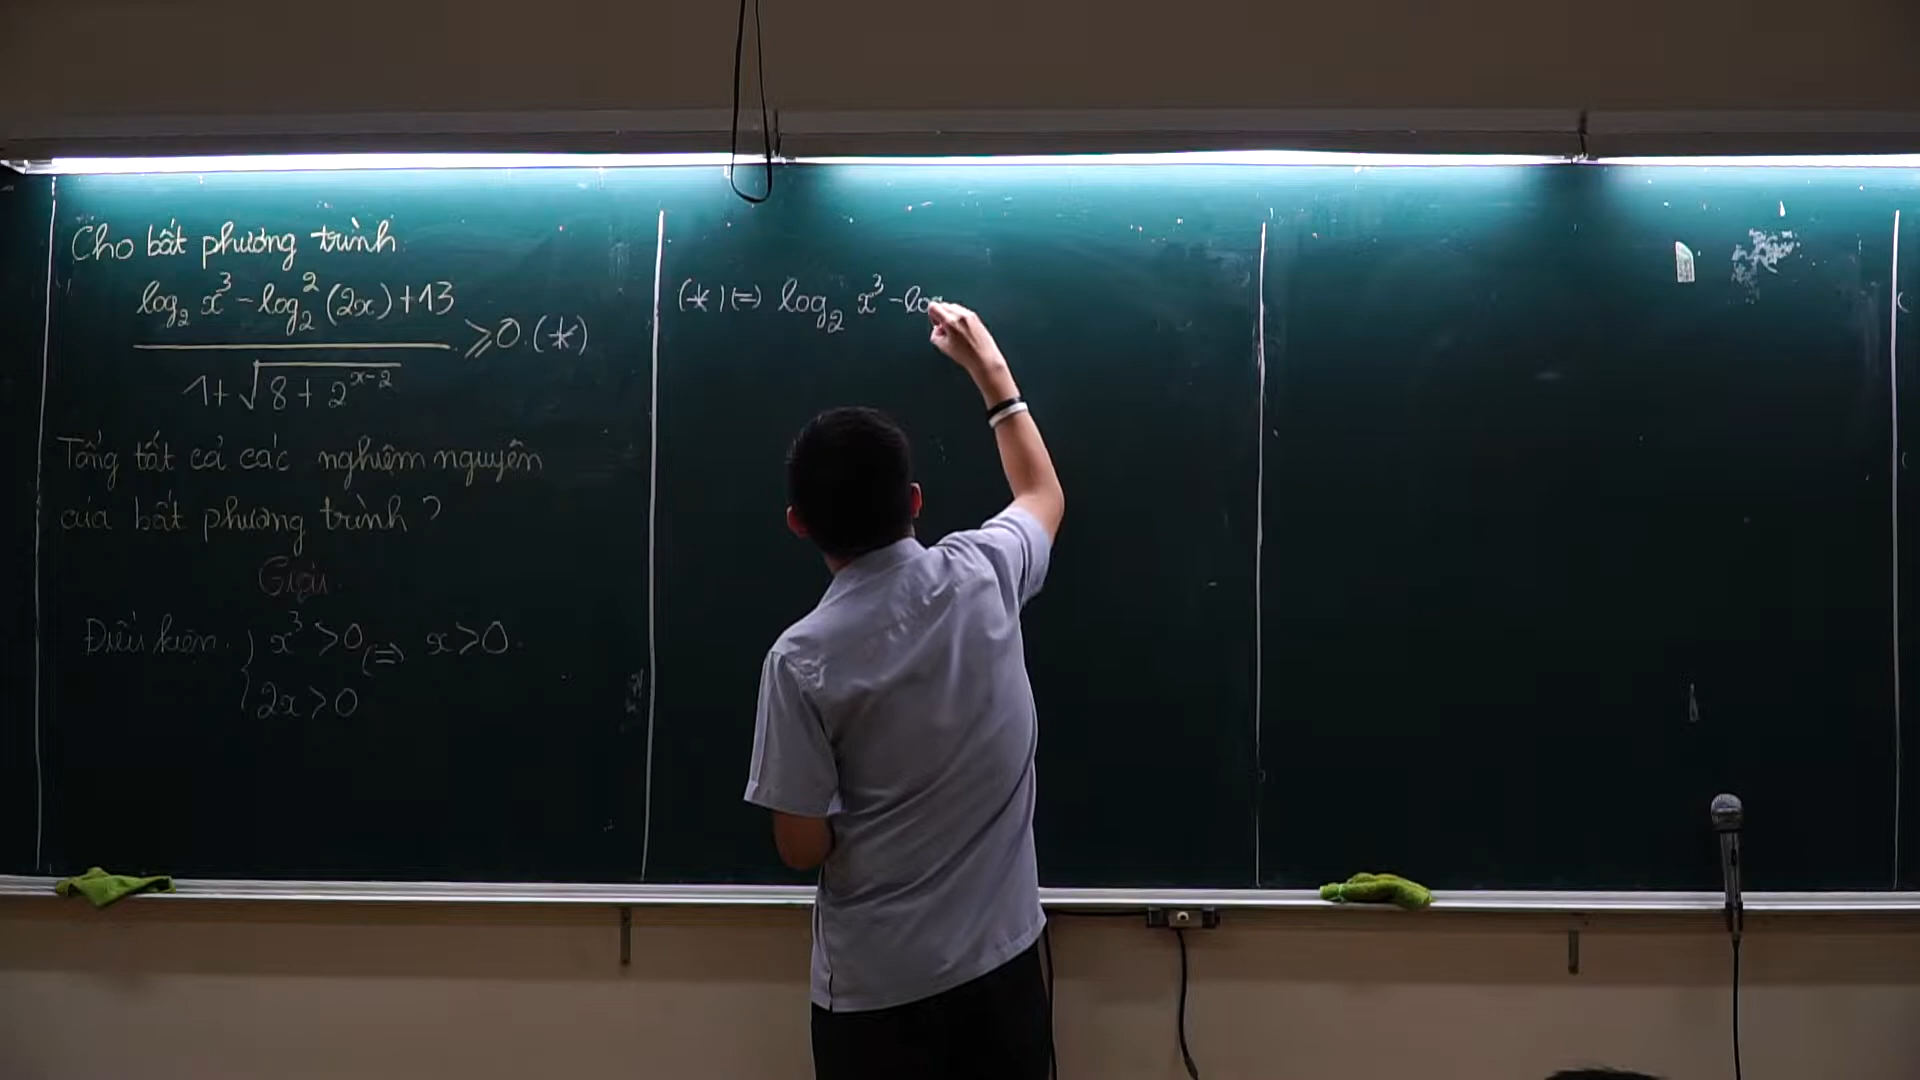 Cho bất phương trình
log₂ x³ - log₂² (2x) + 13
1 + √(8 + 2^(x-2))
≥ 0. (*)
Tổng tất cả các nghiệm nguyên
của bất phương trình ?
Giải
Điều kiện. { x³ > 0 (=) x > 0.
2x > 0
(*) (=) log₂ x³ - log